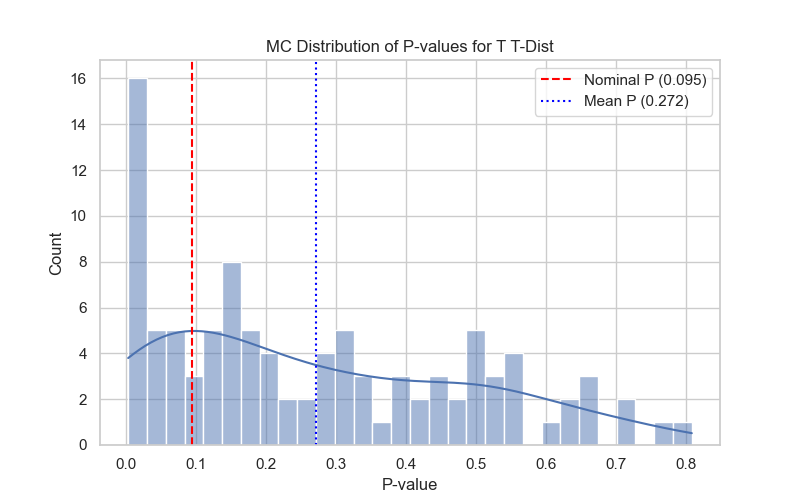 MC Distribution of P-values for T T-Dist
Nominal P (0.095)
Mean P (0.272)
16
14
12
10
8
6
4
2
0
Count
0.0 0.1 0.2 0.3 0.4 0.5 0.6 0.7 0.8
P-value